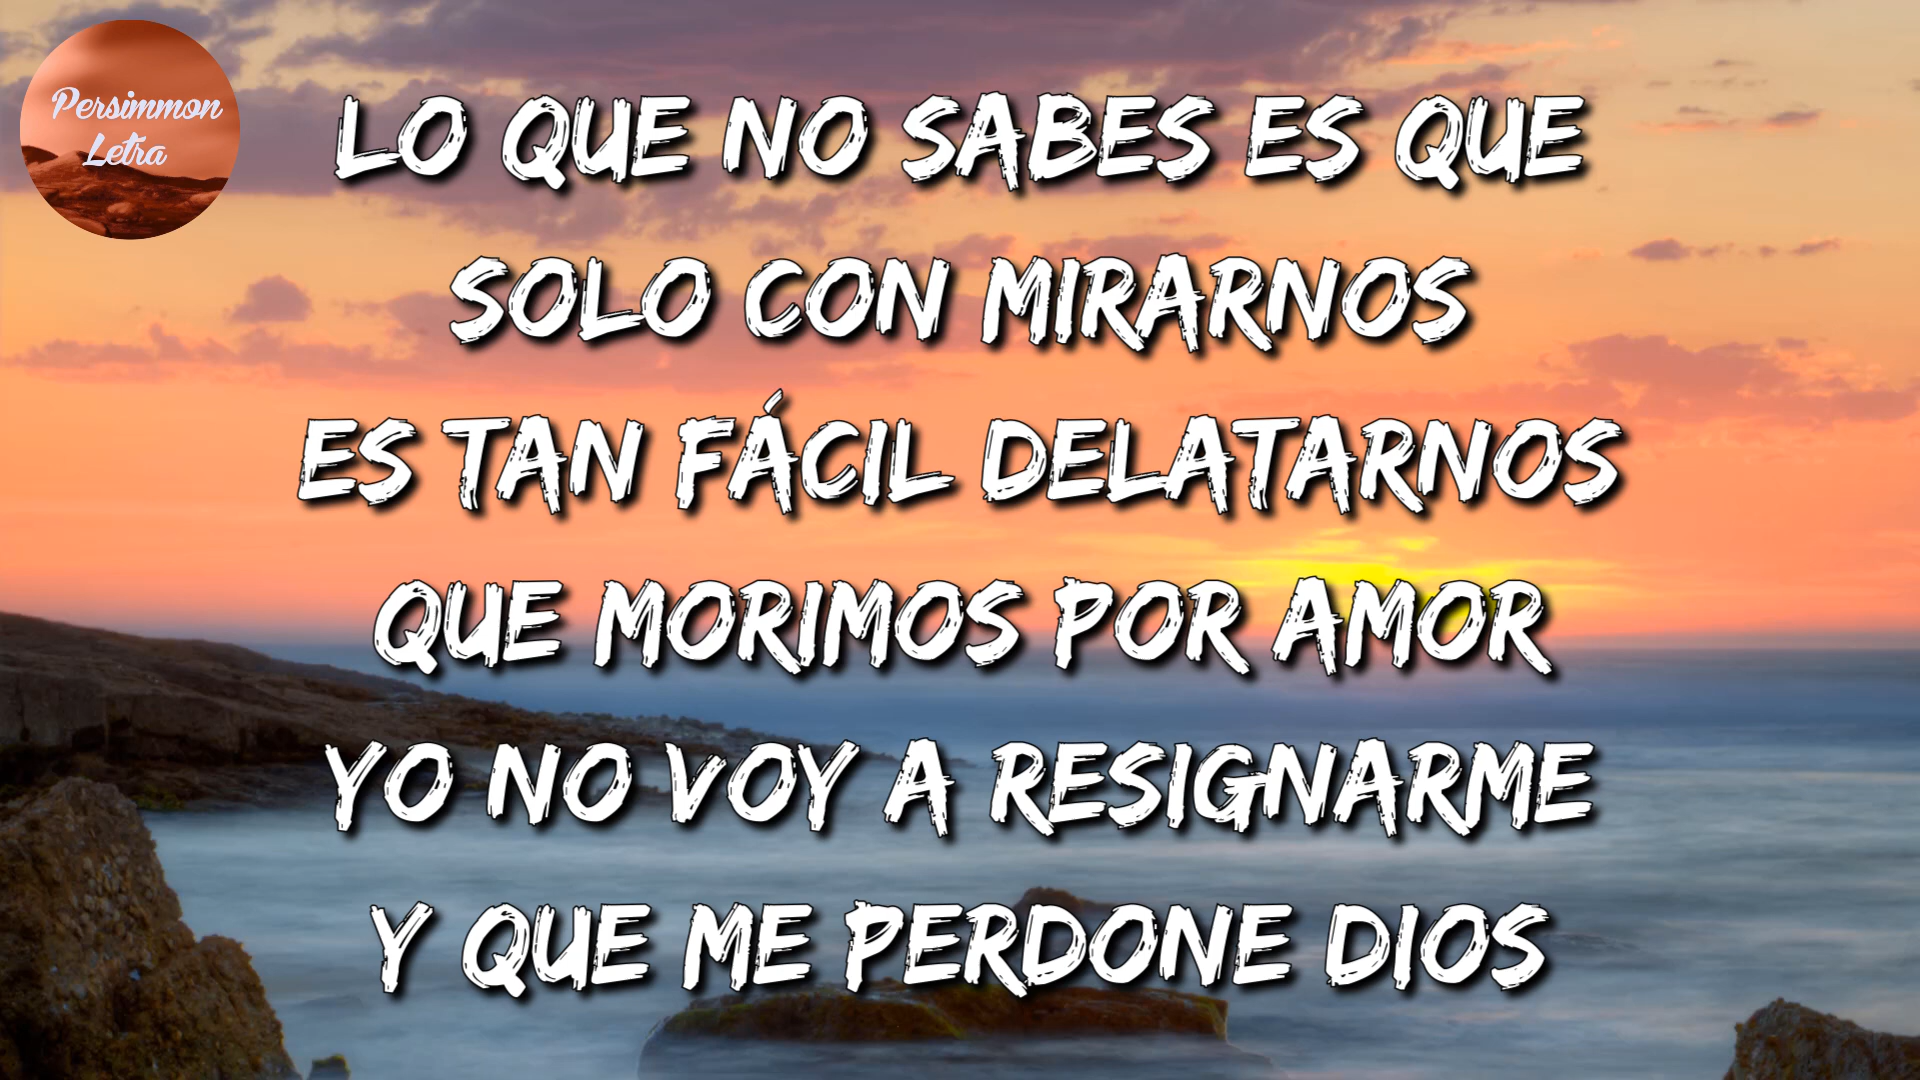 Persimmon
Letra
LO QUE NO SABES ES QUE
SOLO CON MIRARNOS
ES TAN FÁCIL DELATARNOS
QUE MORIMOS POR AMOR
YO NO VOY A RESIGNARME
Y QUE ME PERDONE DIOS